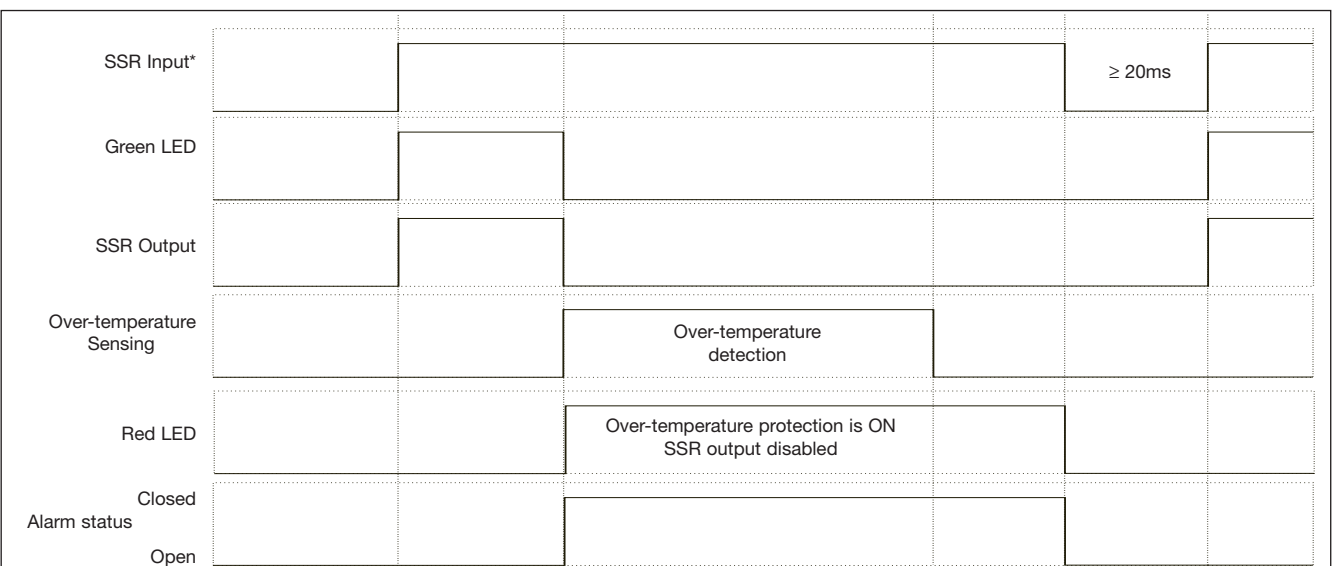 SSR Input*
≥ 20ms
Green LED
SSR Output
Over-temperature
Sensing
Over-temperature
detection
Red LED
Over-temperature protection is ON
SSR output disabled
Closed
Alarm status
Open